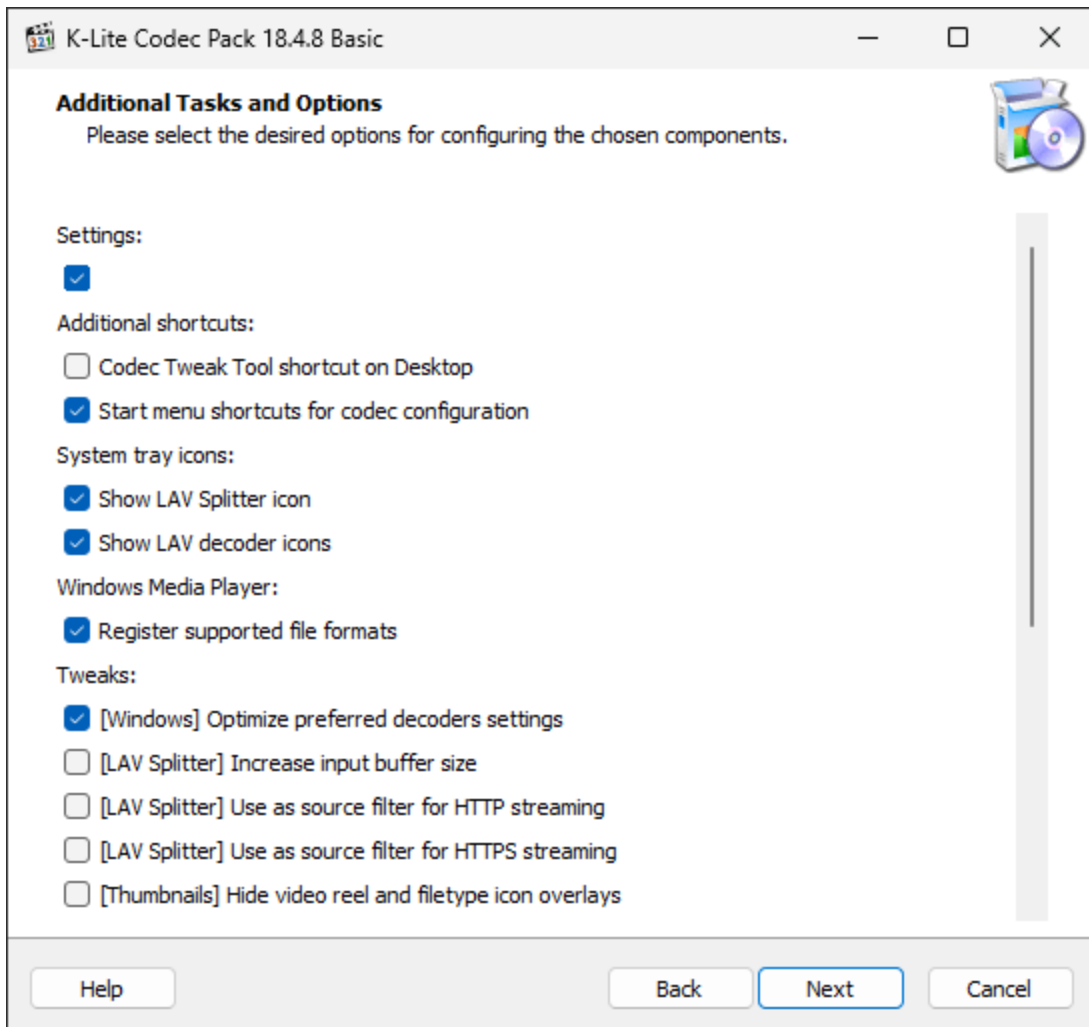 K-Lite Codec Pack 18.4.8 Basic
Additional Tasks and Options
Please select the desired options for configuring the chosen components.
Settings:
Additional shortcuts:
Codec Tweak Tool shortcut on Desktop
Start menu shortcuts for codec configuration
System tray icons:
Show LAV Splitter icon
Show LAV decoder icons
Windows Media Player:
Register supported file formats
Tweaks:
[Windows] Optimize preferred decoders settings
[LAV Splitter] Increase input buffer size
[LAV Splitter] Use as source filter for HTTP streaming
[LAV Splitter] Use as source filter for HTTPS streaming
[Thumbnails] Hide video reel and filetype icon overlays
Help
Back
Next
Cancel